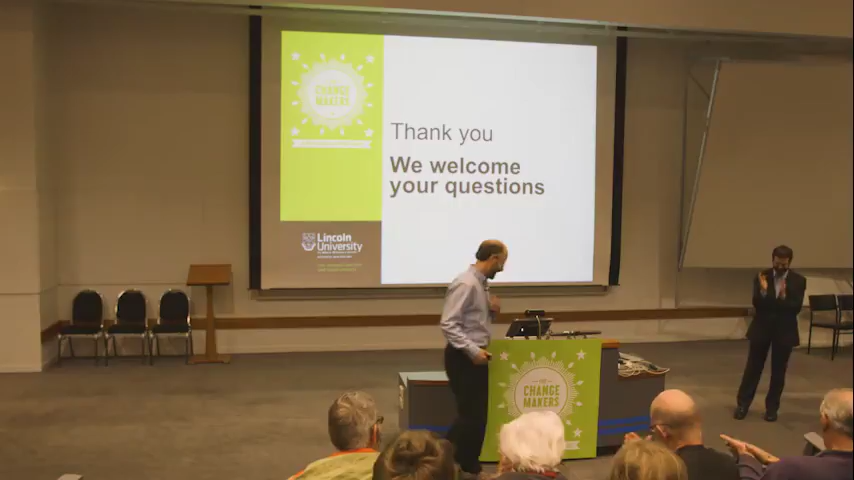 CHANGE
MAKERS
Thank you
We welcome
your questions
Lincoln
University
CHANGE
MAKERS